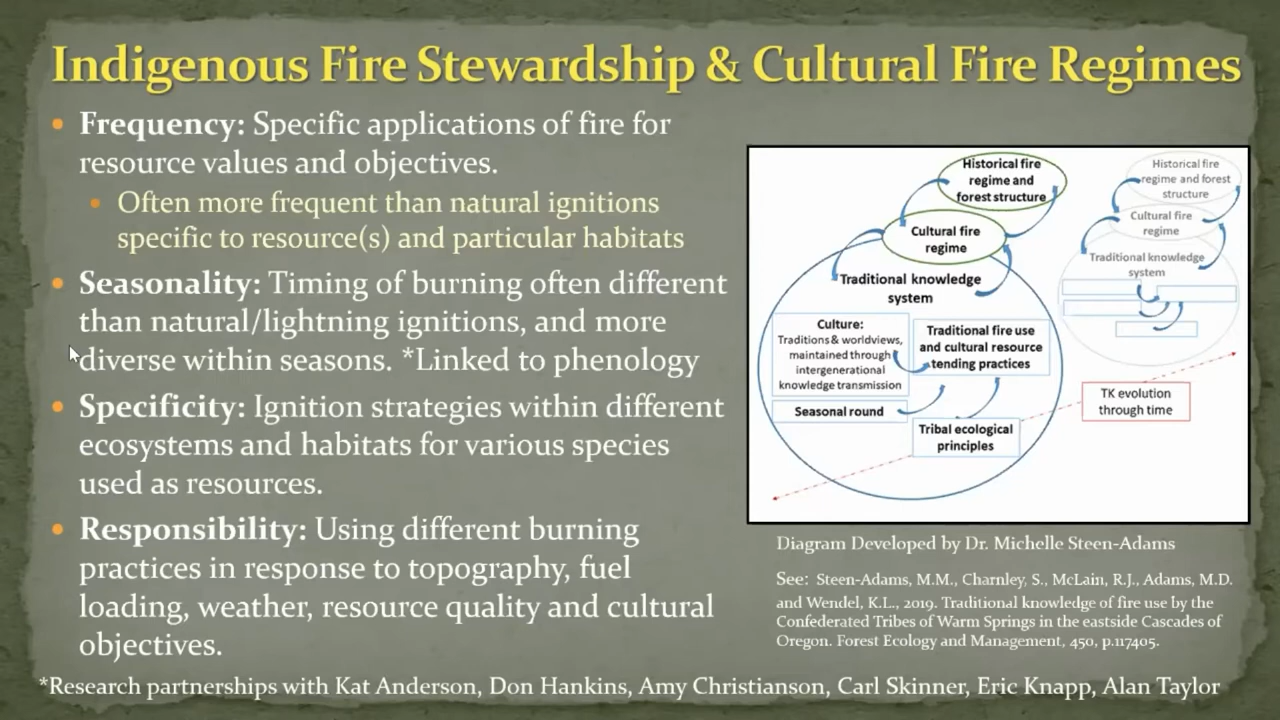 Indigenous Fire Stewardship & Cultural Fire Regimes
• Frequency: Specific applications of fire for
resource values and objectives.
• Often more frequent than natural ignitions
specific to resource(s) and particular habitats
• Seasonality: Timing of burning often different
than natural/lightning ignitions, and more
diverse within seasons. *Linked to phenology
• Specificity: Ignition strategies within different
ecosystems and habitats for various species
used as resources.
• Responsibility: Using different burning
practices in response to topography, fuel
loading, weather, resource quality and cultural
objectives.
Historical fire
regime and
forest structure
Cultural fire
regime
Traditional knowledge
system
Culture:
Traditions & worldviews,
maintained through
intergenerational
knowledge transmission
Traditional fire use
and cultural resource
tending practices
Seasonal round
Tribal ecological
principles
Historical fire
regime and forest
structure
Cultural fire
regime
Traditional knowledge
system
TK evolution
through time
Diagram Developed by Dr. Michelle Steen-Adams
See: Steen-Adams, M.M., Charnley, S., McLain, R.J., Adams, M.D.
and Wendel, K.L., 2019. Traditional knowledge of fire use by the
Confederated Tribes of Warm Springs in the eastside Cascades of
Oregon. Forest Ecology and Management, 450, p.117405.
*Research partnerships with Kat Anderson, Don Hankins, Amy Christianson, Carl Skinner, Eric Knapp, Alan Taylor